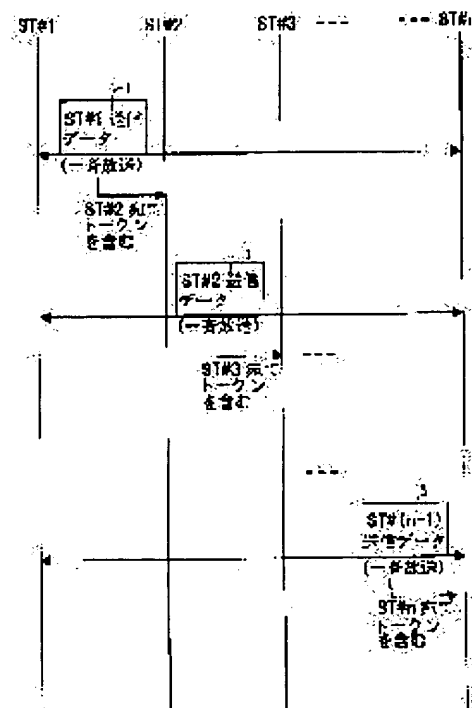 ST#1 ST#2 ST#3 --- --- ST#n
ST#1 送信
データ
(一斉放送)
ST#2 宛て
トークン
を含む
ST#2 送信
データ
(一斉放送)
ST#3 宛て
トークン
を含む
ST#(n-1)
送信データ
(一斉放送)
ST#n 宛て
トークン
を含む